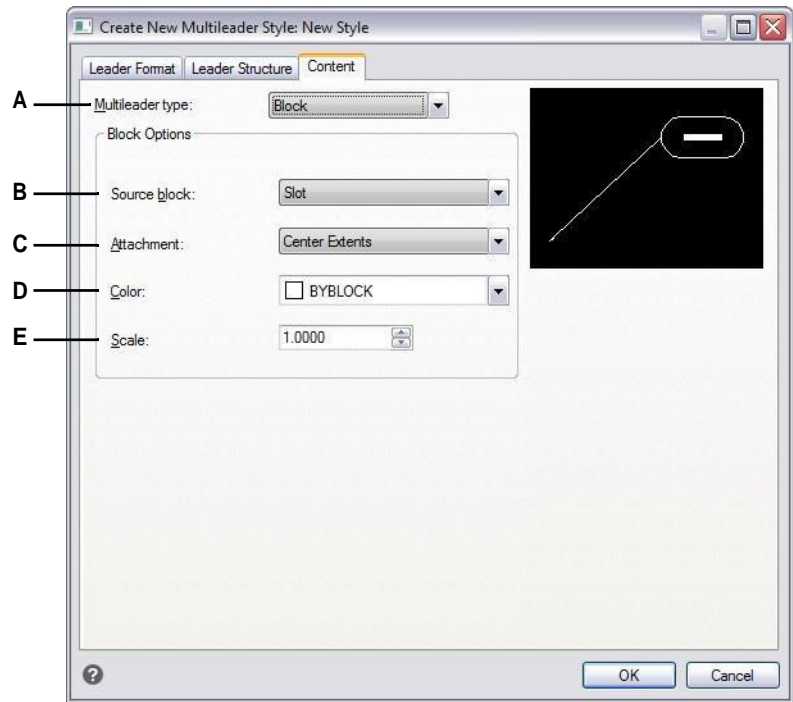 Create New Multileader Style: New Style
Leader Format Leader Structure Content
A Multileader type: Block
Block Options
B Source block: Slot
C Attachment: Center Extents
D Color: BYBLOCK
E Scale: 1.0000
? OK Cancel